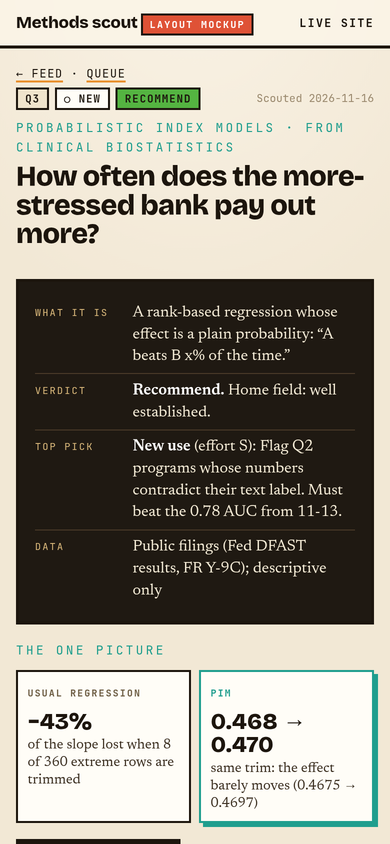 Methods scout LAYOUT MOCKUP LIVE SITE
← FEED · QUEUE
Q3 ○ NEW RECOMMEND Scouted 2026-11-16
PROBABILISTIC INDEX MODELS · FROM
CLINICAL BIOSTATISTICS
How often does the more-
stressed bank pay out
more?
WHAT IT IS
A rank-based regression whose
effect is a plain probability: “A
beats B x% of the time.”
VERDICT
Recommend. Home field: well
established.
TOP PICK
New use (effort S): Flag Q2
programs whose numbers
contradict their text label. Must
beat the 0.78 AUC from 11-13.
DATA
Public filings (Fed DFAST
results, FR Y-9C); descriptive
only
THE ONE PICTURE
USUAL REGRESSION
−43%
of the slope lost when 8
of 360 extreme rows are
trimmed
PIM
0.468 →
0.470
same trim: the effect
barely moves (0.4675 →
0.4697)